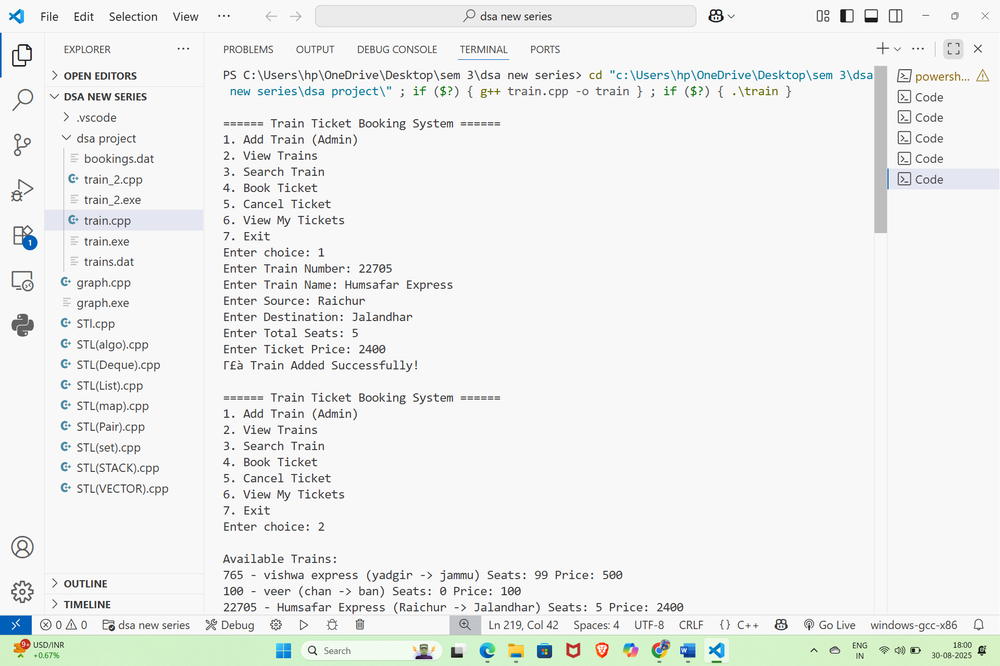 File Edit Selection View ··· dsa new series
EXPLORER ···
OPEN EDITORS
DSA NEW SERIES
.vscode
dsa project
bookings.dat
train_2.cpp
train_2.exe
train.cpp
train.exe
trains.dat
graph.cpp
graph.exe
STl.cpp
STL(algo).cpp
STL(Deque).cpp
STL(List).cpp
STL(map).cpp
STL(Pair).cpp
STL(set).cpp
STL(STACK).cpp
STL(VECTOR).cpp
OUTLINE
TIMELINE
1
PROBLEMS OUTPUT DEBUG CONSOLE TERMINAL PORTS
PS C:\Users\hp\OneDrive\Desktop\sem 3\dsa new series> cd "c:\Users\hp\OneDrive\Desktop\sem 3\dsa
new series\dsa project\" ; if ($?) { g++ train.cpp -o train } ; if ($?) { .\train }
====== Train Ticket Booking System ======
1. Add Train (Admin)
2. View Trains
3. Search Train
4. Book Ticket
5. Cancel Ticket
6. View My Tickets
7. Exit
Enter choice: 1
Enter Train Number: 22705
Enter Train Name: Humsafar Express
Enter Source: Raichur
Enter Destination: Jalandhar
Enter Total Seats: 5
Enter Ticket Price: 2400
Γ£à Train Added Successfully!
====== Train Ticket Booking System ======
1. Add Train (Admin)
2. View Trains
3. Search Train
4. Book Ticket
5. Cancel Ticket
6. View My Tickets
7. Exit
Enter choice: 2
Available Trains:
765 - vishwa express (yadgir -> jammu) Seats: 99 Price: 500
100 - veer (chan -> ban) Seats: 0 Price: 100
22705 - Humsafar Express (Raichur -> Jalandhar) Seats: 5 Price: 2400
powersh...
Code
Code
Code
Code
Code
0 0 dsa new series Debug Ln 219, Col 42 Spaces: 4 UTF-8 CRLF {} C++ Go Live windows-gcc-x86
9+ USD/INR
+0.67%
Search
ENG
IN
18:00
30-08-2025